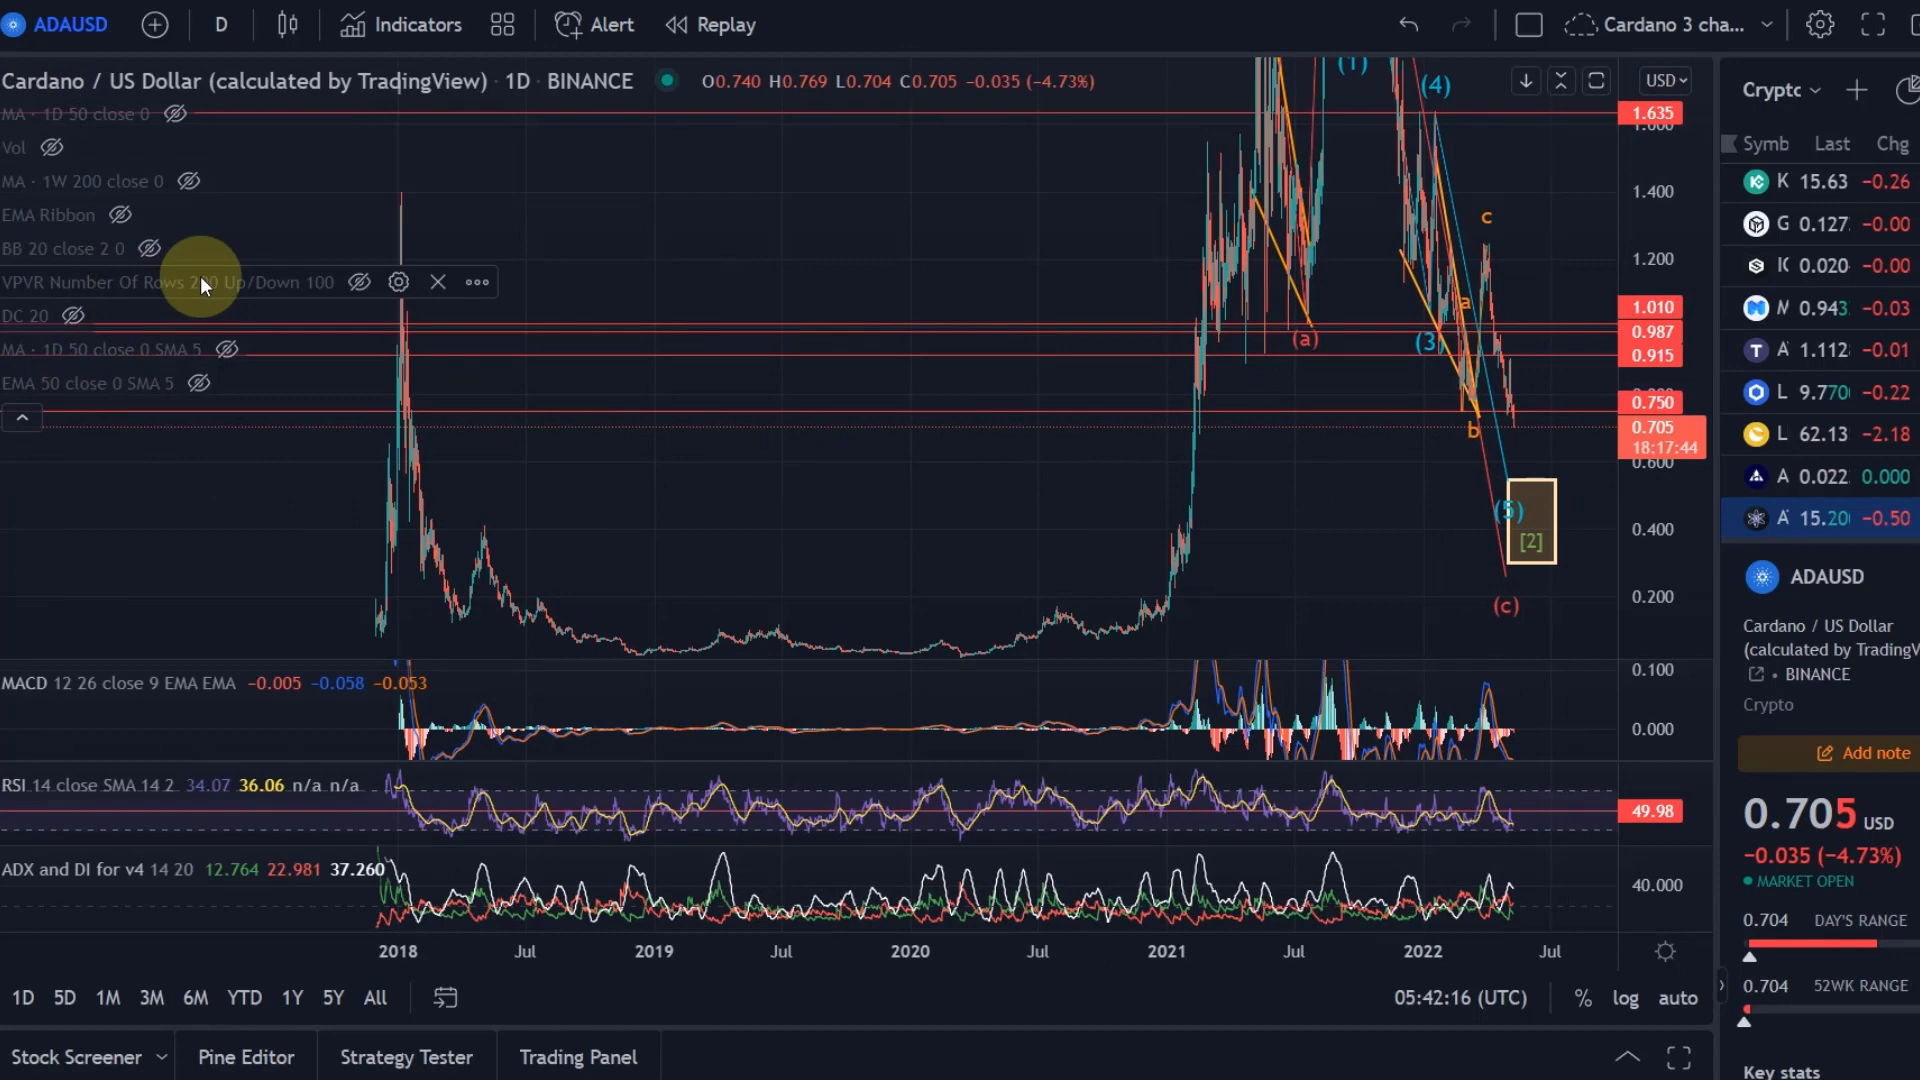 ADAUSD D Indicators Alert Replay Cardano 3 cha...
Cardano / US Dollar (calculated by TradingView) · 1D · BINANCE O0.740 H0.769 L0.704 C0.705 −0.035 (−4.73%) USD
MA · 1D 50 close 0
Vol
MA · 1W 200 close 0
EMA Ribbon
BB 20 close 2 0
VPVR Number Of Rows 200 Up/Down 100
DC 20
MA · 1D 50 close 0 SMA 5
EMA 50 close 0 SMA 5
(1)
(4)
c
a
(a)
(3)
b
(5)
[2]
(c)
1.635
1.600
1.400
1.200
1.010
0.987
0.915
0.750
0.705
18:17:44
0.600
0.400
0.200
MACD 12 26 close 9 EMA EMA −0.005 −0.058 −0.053
0.100
0.000
RSI 14 close SMA 14 2 34.07 36.06 n/a n/a
49.98
ADX and DI for v4 14 20 12.764 22.981 37.260
40.000
2018 Jul 2019 Jul 2020 Jul 2021 Jul 2022 Jul
1D 5D 1M 3M 6M YTD 1Y 5Y All 05:42:16 (UTC) % log auto
Stock Screener Pine Editor Strategy Tester Trading Panel
Crypto
Symb Last Chg
K 15.63 −0.26
G 0.127 −0.00
0.020 −0.00
0.943 −0.03
A 1.112 −0.01
L 9.770 −0.22
L 62.13 −2.18
A 0.022 0.000
A 15.20 −0.50
ADAUSD
Cardano / US Dollar
(calculated by TradingV
• BINANCE
Crypto
Add note
0.705 USD
−0.035 (−4.73%)
MARKET OPEN
0.704 DAY'S RANGE
0.704 52WK RANGE
Key stats